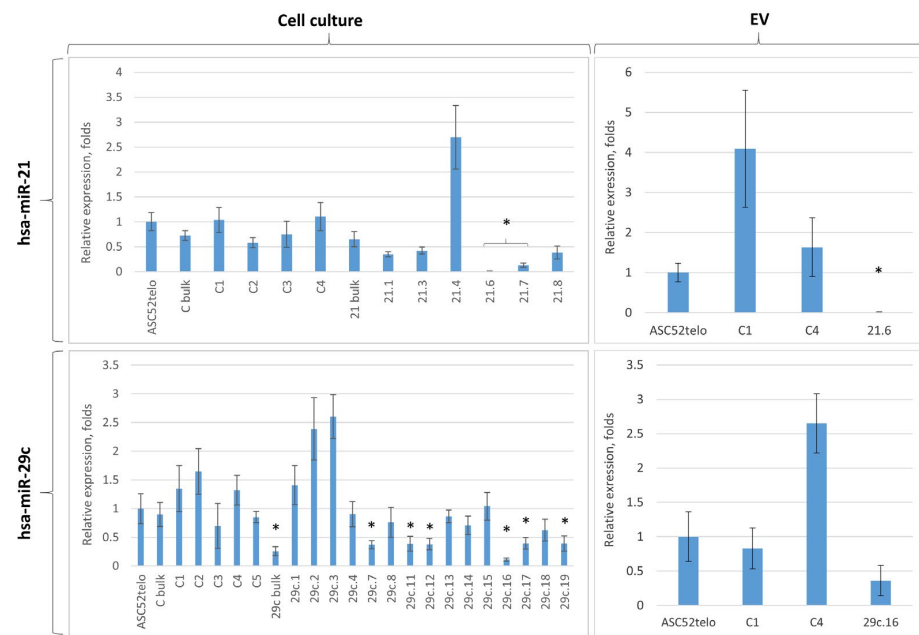 Cell culture
EV
hsa-miR-21
Relative expression, folds
4
3.5
3
2.5
2
1.5
1
0.5
0
*
ASC52telo
C bulk
C1
C2
C3
C4
21 bulk
21.1
21.3
21.4
21.6
21.7
21.8
Relative expression, folds
6
5
4
3
2
1
0
*
ASC52telo
C1
C4
21.6
hsa-miR-29c
Relative expression, folds
3.5
3
2.5
2
1.5
1
0.5
0
*
*
*
*
*
*
*
ASC52telo
C bulk
C1
C2
C3
C4
C5
29c bulk
29c.1
29c.2
29c.3
29c.4
29c.7
29c.8
29c.11
29c.12
29c.13
29c.14
29c.15
29c.16
29c.17
29c.18
29c.19
Relative expression, folds
3.5
3
2.5
2
1.5
1
0.5
0
ASC52telo
C1
C4
29c.16